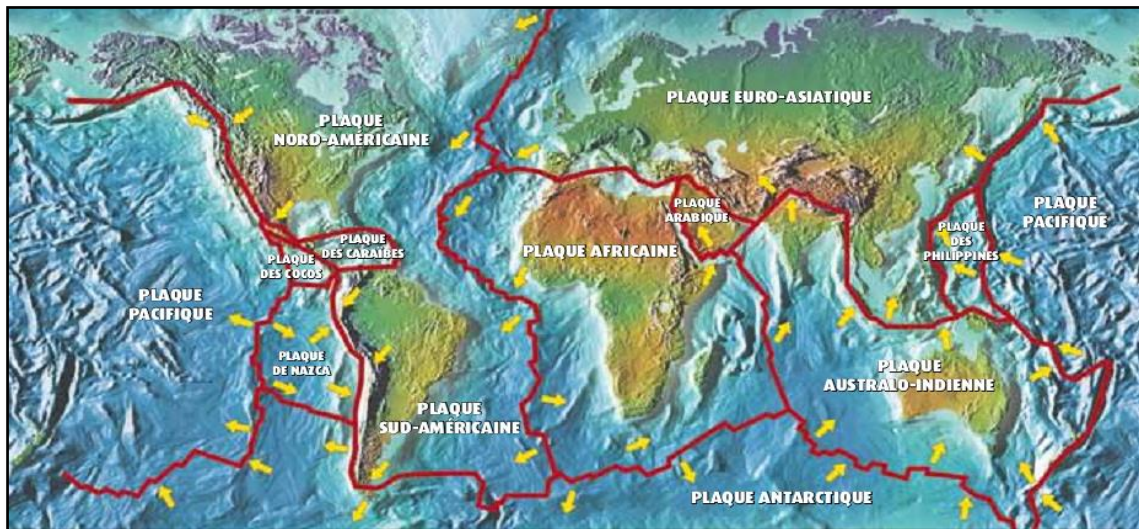 PLAQUE
NORD-AMÉRICAINE
PLAQUE EURO-ASIATIQUE
PLAQUE
ARABIQUE
PLAQUE
PACIFIQUE
PLAQUE
DES
PHILIPPINES
PLAQUE
DES CARAÏBES
PLAQUE
DES COCOS
PLAQUE AFRICAINE
PLAQUE
PACIFIQUE
PLAQUE
DE NAZCA
PLAQUE
AUSTRALO-INDIENNE
PLAQUE
SUD-AMÉRICAINE
PLAQUE ANTARCTIQUE